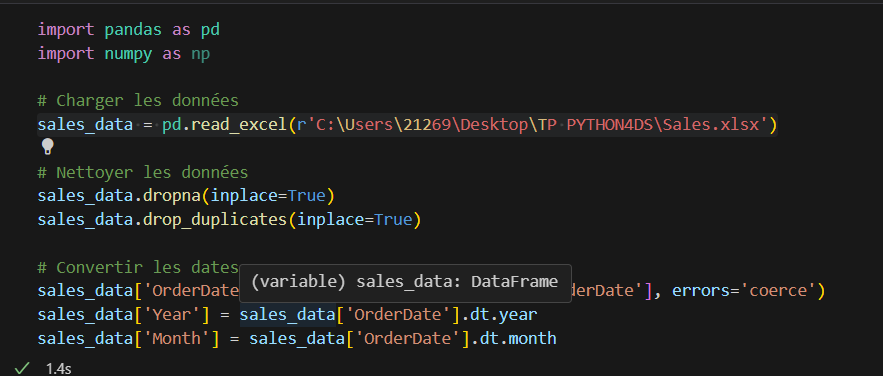 import pandas as pd
import numpy as np
# Charger les données
sales_data = pd.read_excel(r'C:\Users\21269\Desktop\TP PYTHON4DS\Sales.xlsx')
# Nettoyer les données
sales_data.dropna(inplace=True)
sales_data.drop_duplicates(inplace=True)
# Convertir les dates
(variable) sales_data: DataFrame
sales_data['OrderDate derDate'], errors='coerce')
sales_data['Year'] = sales_data['OrderDate'].dt.year
sales_data['Month'] = sales_data['OrderDate'].dt.month
1.4s